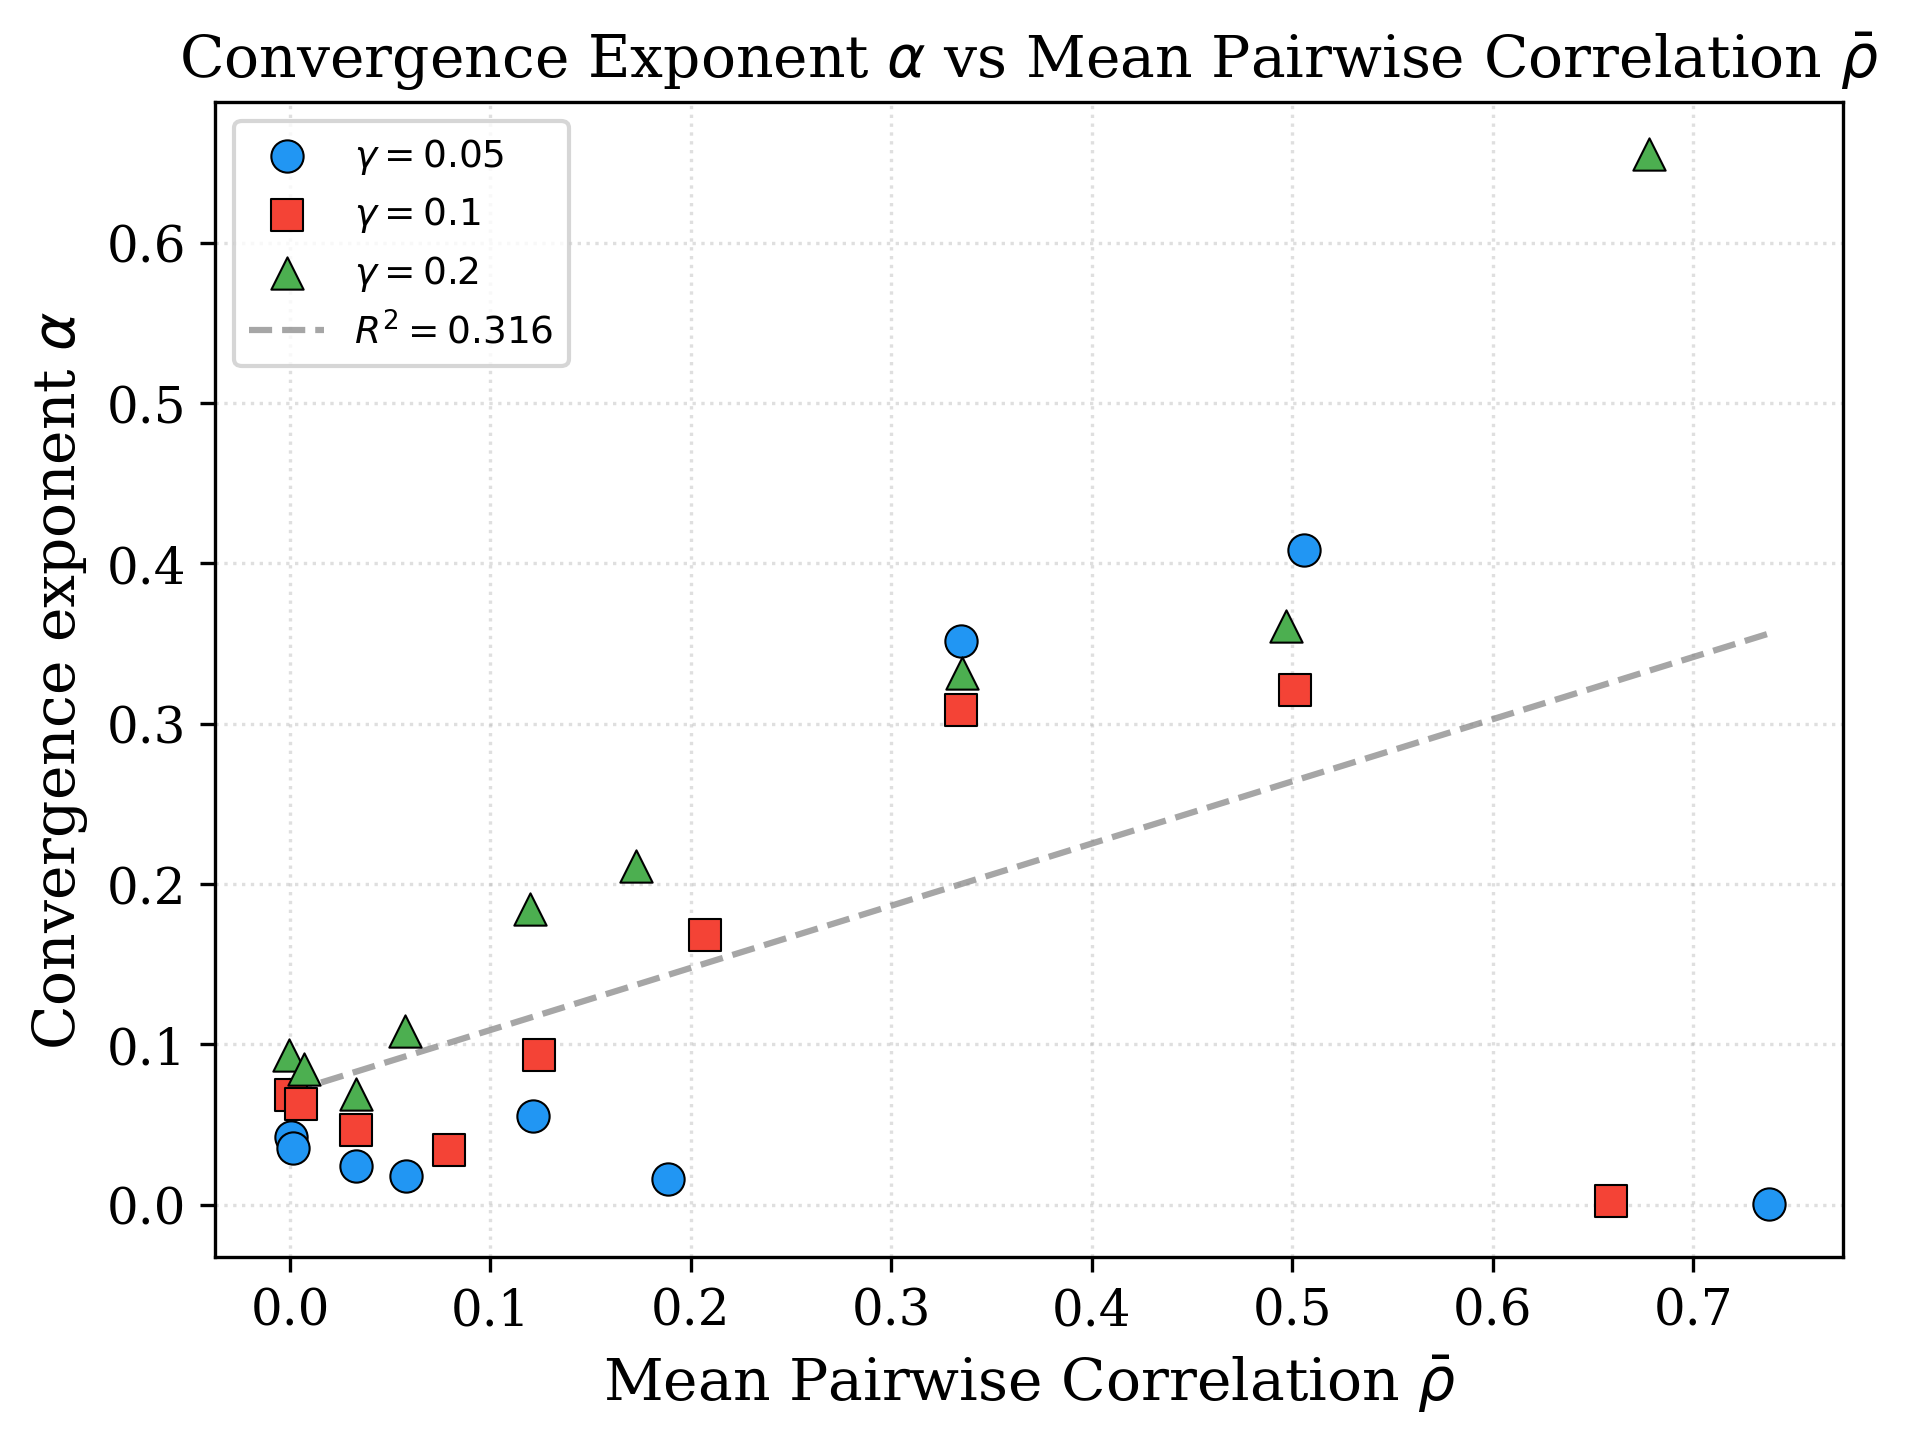 Convergence Exponent α vs Mean Pairwise Correlation ρ̄
γ = 0.05
γ = 0.1
γ = 0.2
R² = 0.316
Convergence exponent α
0.6
0.5
0.4
0.3
0.2
0.1
0.0
0.0 0.1 0.2 0.3 0.4 0.5 0.6 0.7
Mean Pairwise Correlation ρ̄